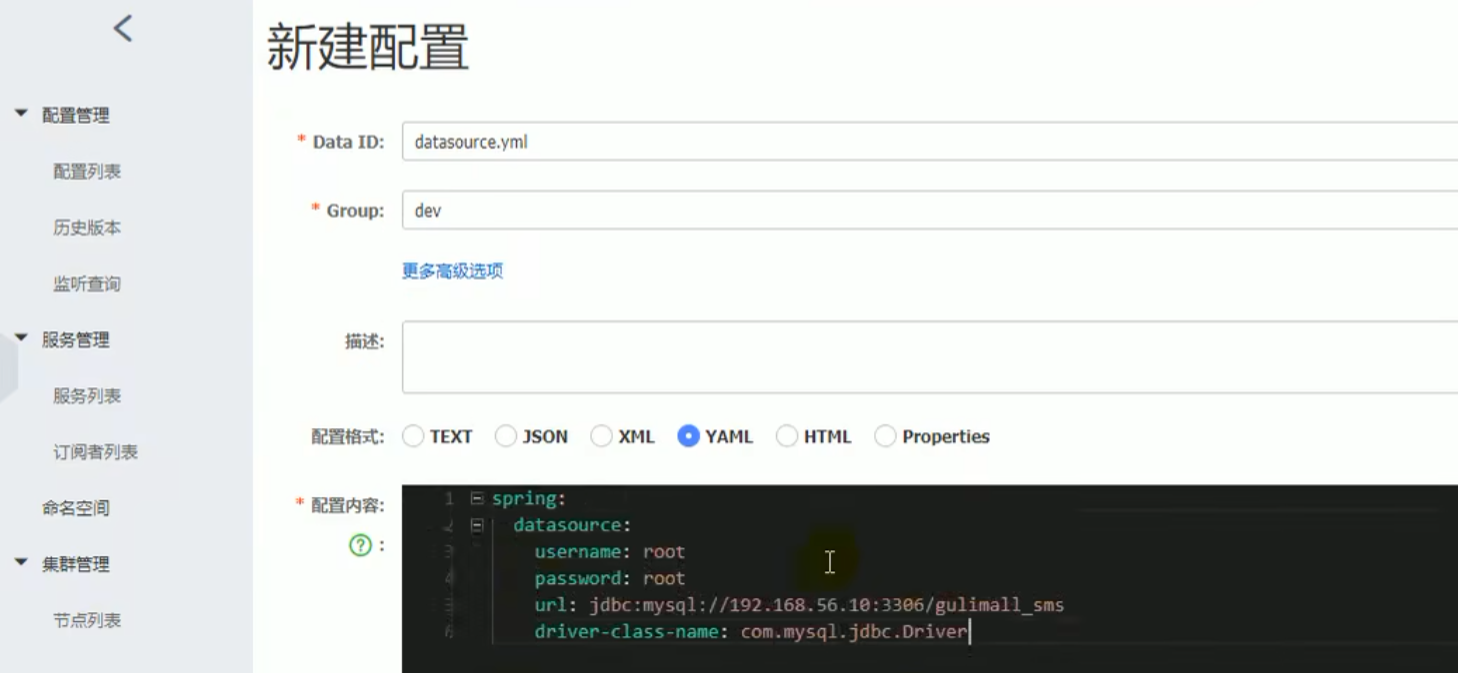 新建配置
配置管理
配置列表
历史版本
监听查询
服务管理
服务列表
订阅者列表
命名空间
集群管理
节点列表
* Data ID: datasource.yml
* Group: dev
更多高级选项
描述:
配置格式: TEXT JSON XML YAML HTML Properties
* 配置内容:
? :
1 spring:
2 datasource:
3 username: root
4 password: root
5 url: jdbc:mysql://192.168.56.10:3306/gulimall_sms
6 driver-class-name: com.mysql.jdbc.Driver